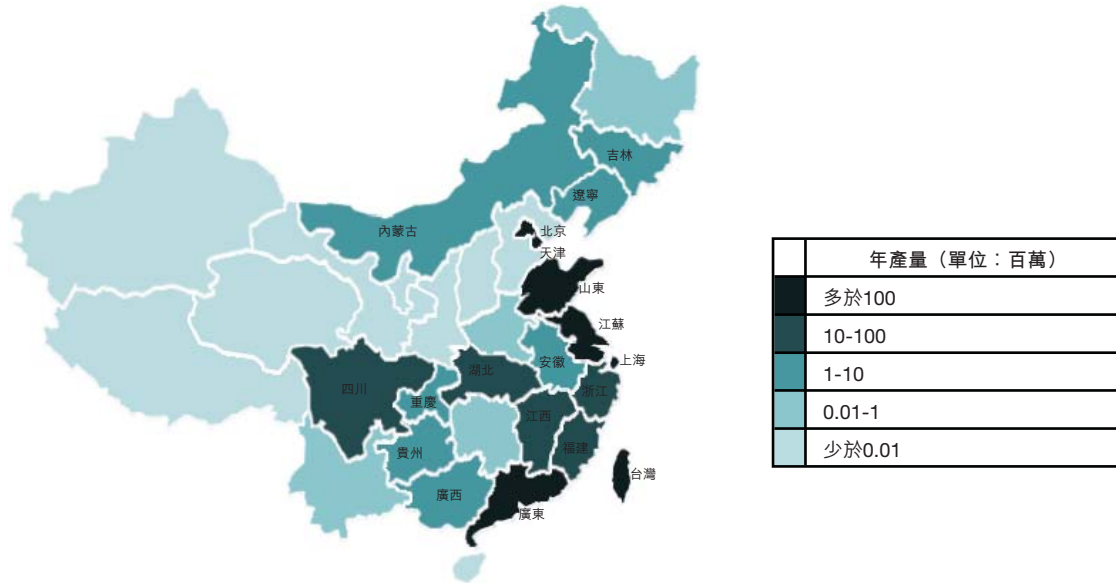 吉林
遼寧
內蒙古
北京
天津
山東
江蘇
上海
安徽
湖北
四川
重慶
浙江
江西
福建
貴州
台灣
廣西
廣東
年產量（單位：百萬）
多於100
10-100
1-10
0.01-1
少於0.01